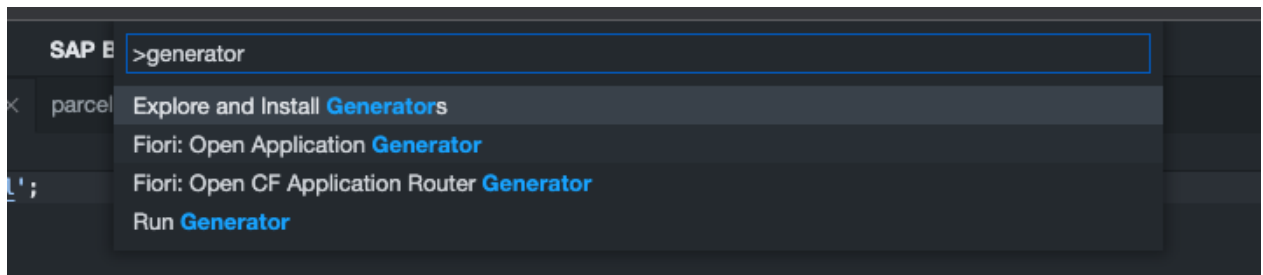 SAP B
>generator
parcel
Explore and Install Generators
Fiori: Open Application Generator
Fiori: Open CF Application Router Generator
';
Run Generator